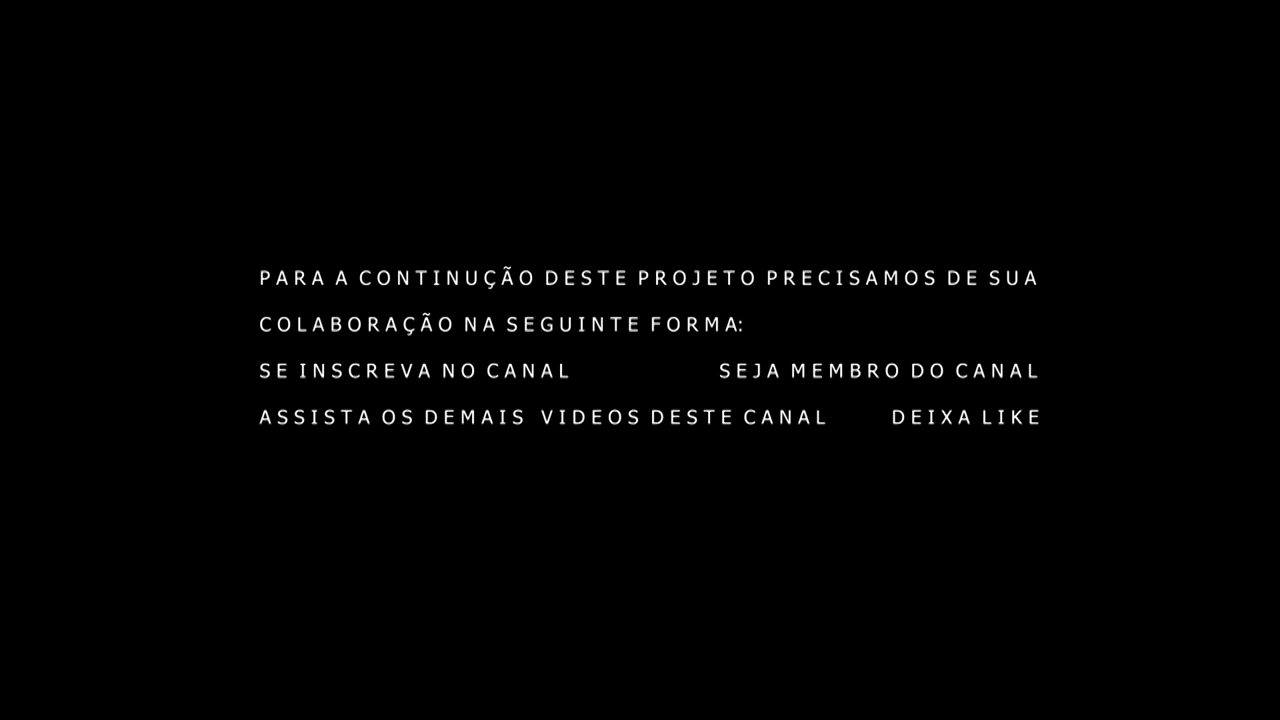 PARA A CONTINUÇÃO DESTE PROJETO PRECISAMOS DE SUA
COLABORAÇÃO NA SEGUINTE FORMA:
SE INSCREVA NO CANAL SEJA MEMBRO DO CANAL
ASSISTA OS DEMAIS VIDEOS DESTE CANAL DEIXA LIKE